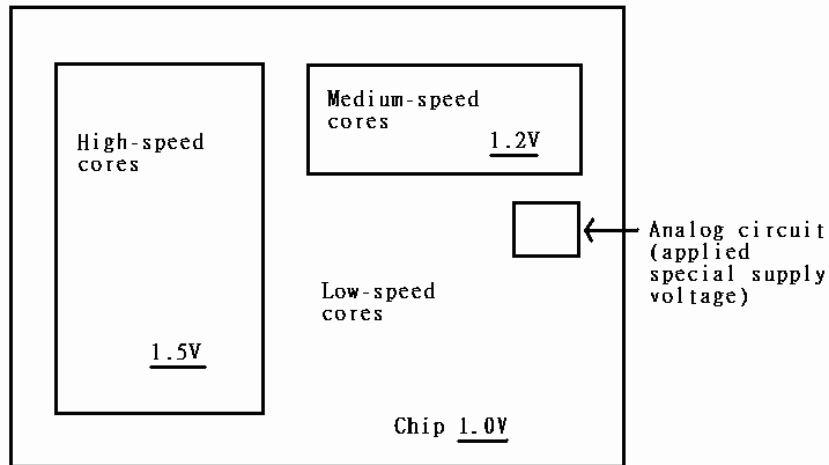 High-speed
cores
1.5V
Medium-speed
cores
1.2V
Analog circuit
(applied
special supply
voltage)
Low-speed
cores
Chip 1.0V